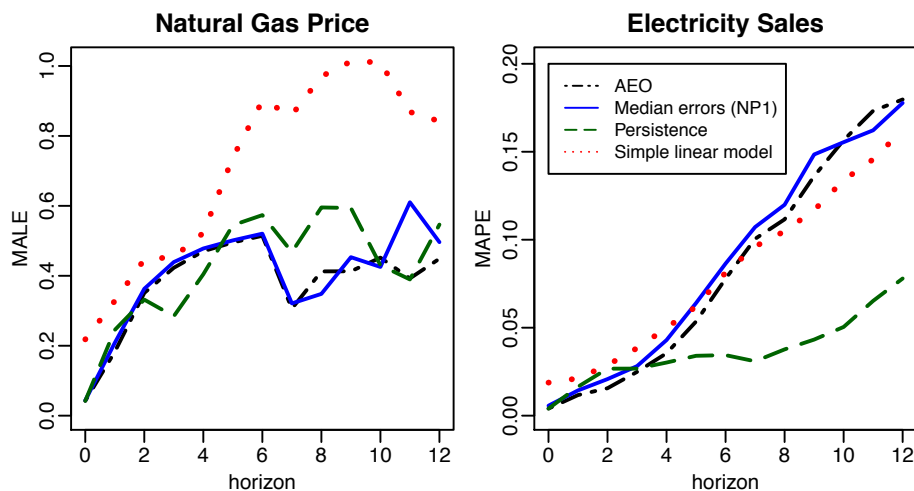 Natural Gas Price
MALE
1.0
0.8
0.6
0.4
0.2
0.0
0 2 4 6 8 10 12
horizon
Electricity Sales
MAPE
0.20
0.15
0.10
0.05
0.00
AEO
Median errors (NP1)
Persistence
Simple linear model
0 2 4 6 8 10 12
horizon